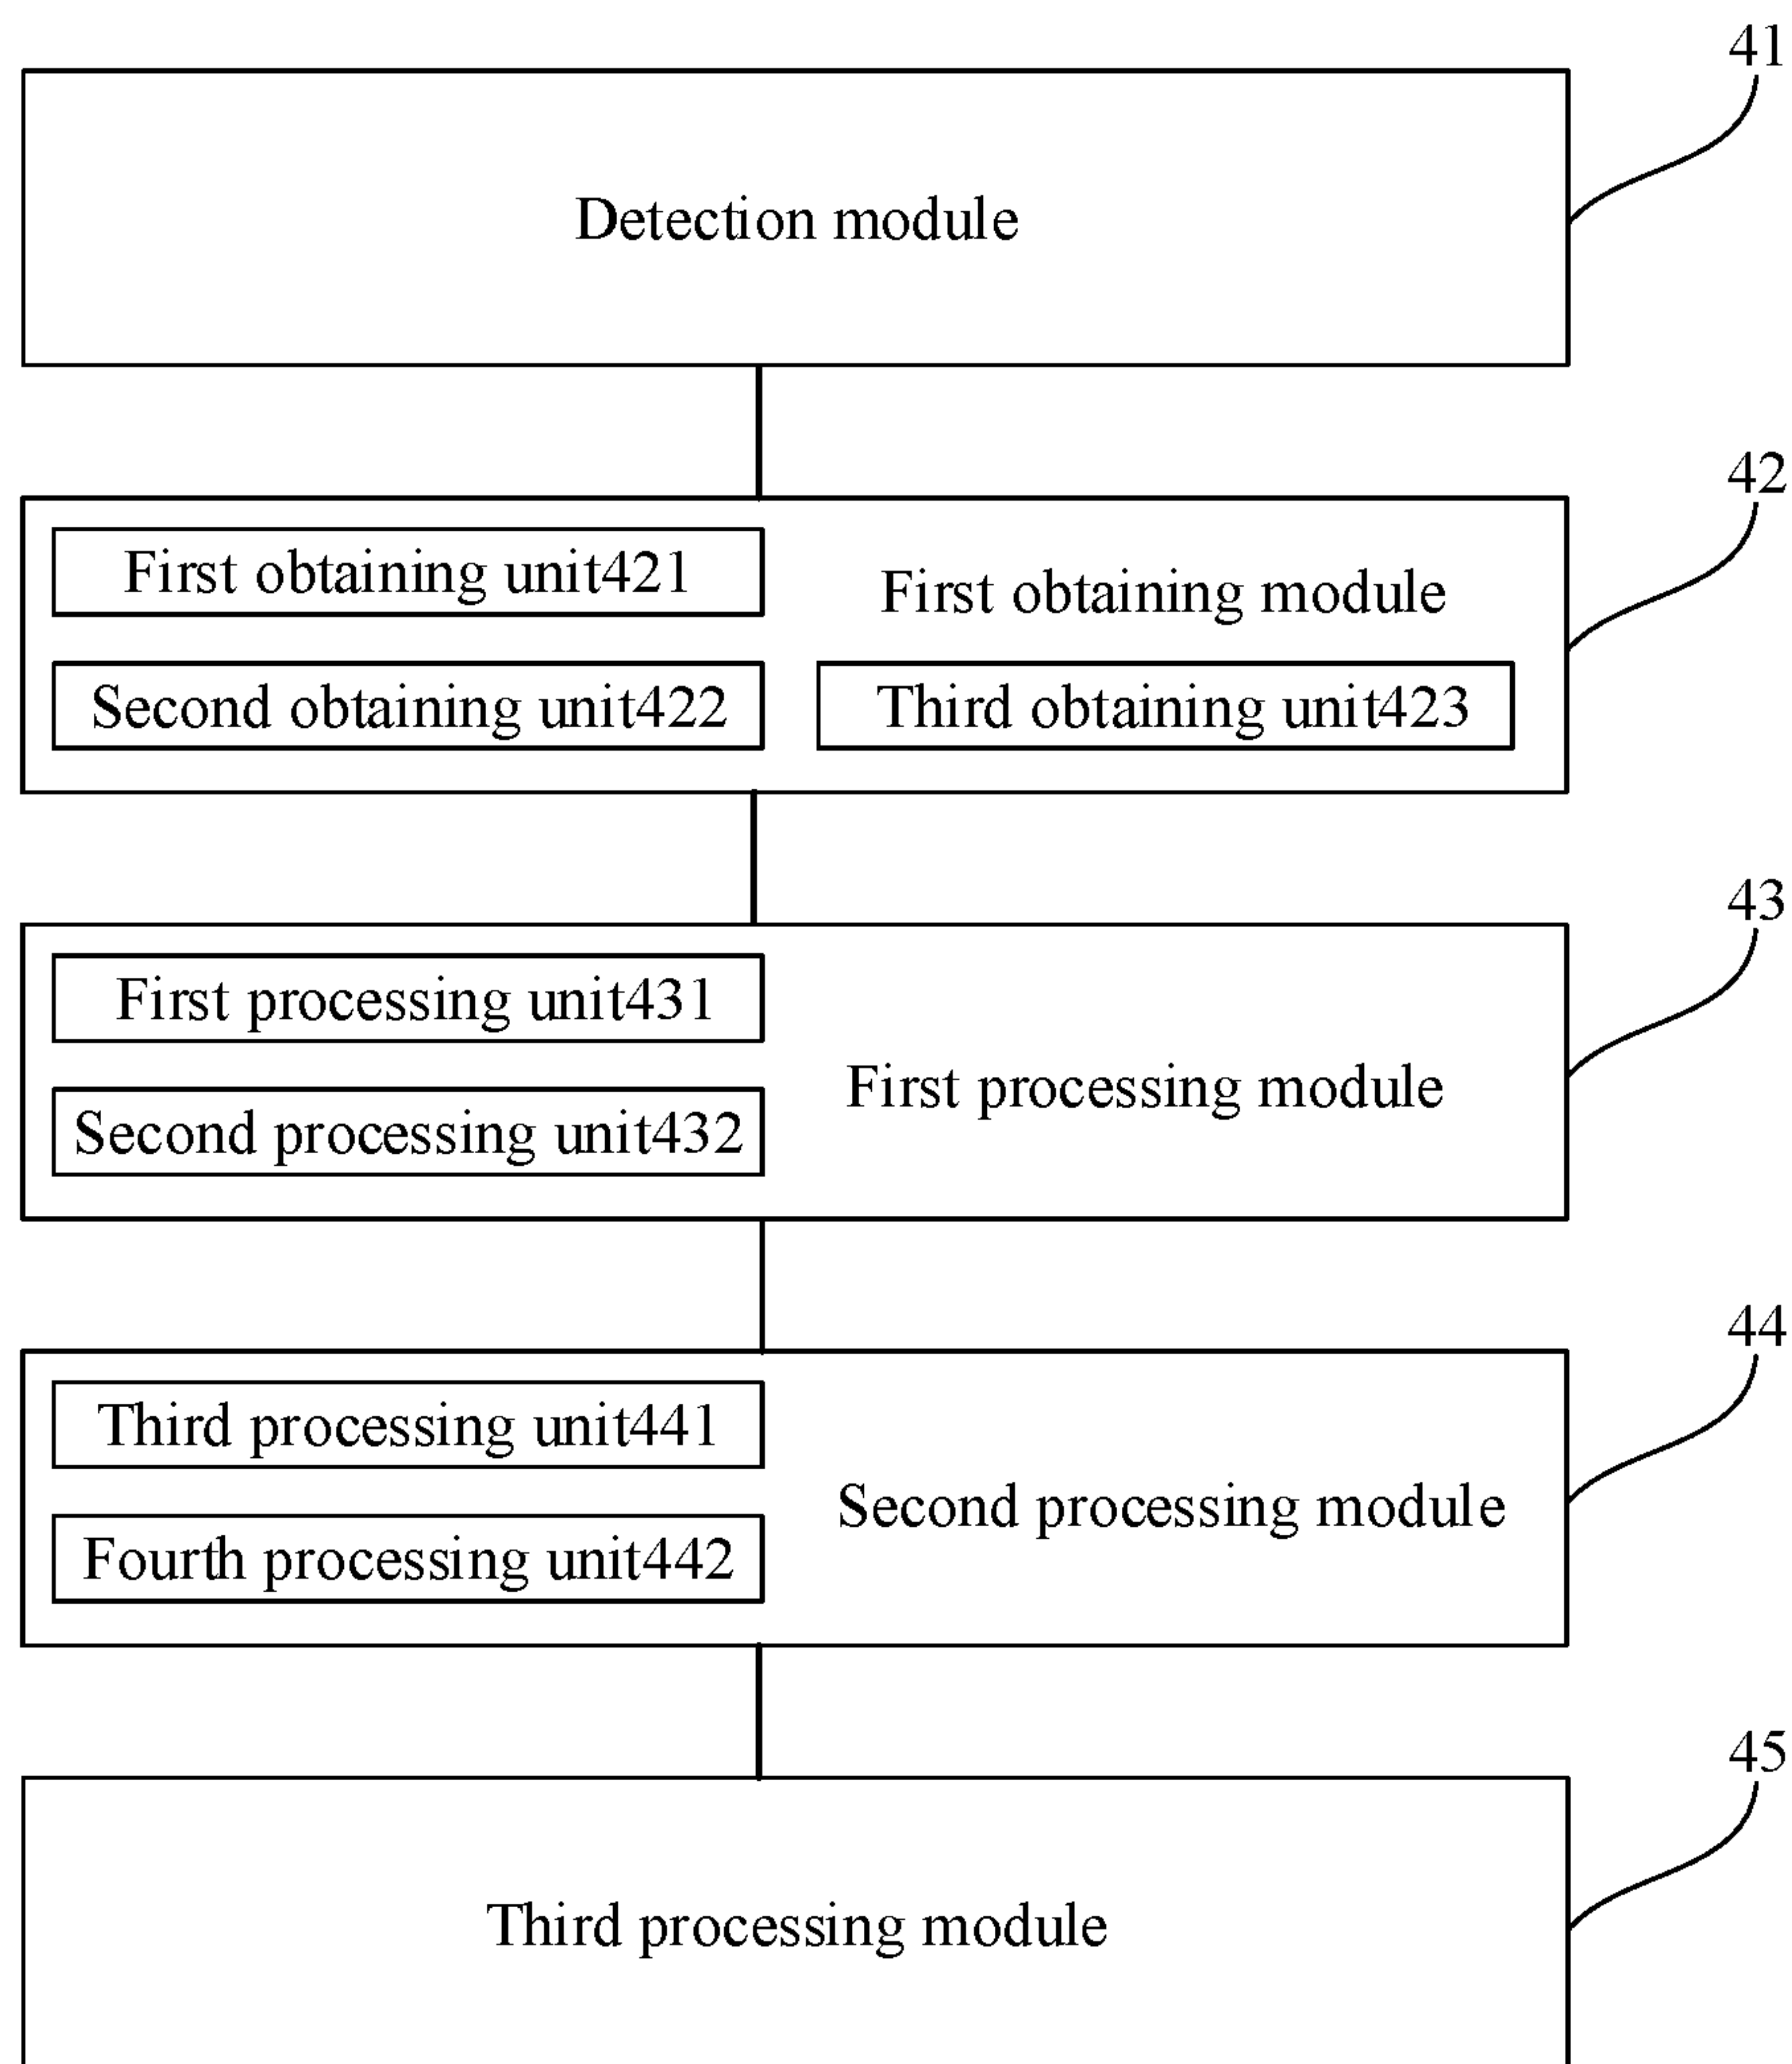 41
Detection module
42
First obtaining unit421
First obtaining module
Second obtaining unit422
Third obtaining unit423
43
First processing unit431
First processing module
Second processing unit432
44
Third processing unit441
Second processing module
Fourth processing unit442
45
Third processing module